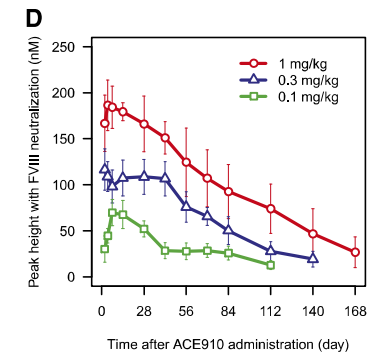 D
Peak height with FVIII neutralization (nM)
250
200
150
100
50
0
1 mg/kg
0.3 mg/kg
0.1 mg/kg
0 28 56 84 112 140 168
Time after ACE910 administration (day)